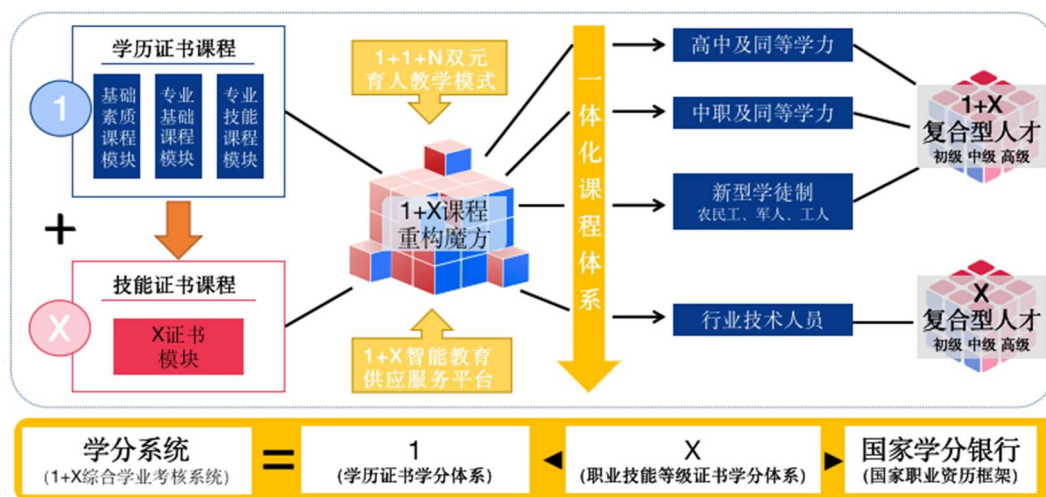 学历证书课程
1
基础
素质
课程
模块
专业
基础
课程
模块
专业
技能
课程
模块
+
技能证书课程
X
X证书
模块
1+1+N双元
育人教学模式
1+X课程
重构魔方
1+X智能教育
供应服务平台
一体化课程体系
高中及同等学力
中职及同等学力
新型学徒制
农民工、军人、工人
行业技术人员
1+X
复合型人才
初级 中级 高级
X
复合型人才
初级 中级 高级
学分系统
(1+X综合学业考核系统)
=
1
(学历证书学分体系)
X
(职业技能等级证书学分体系)
国家学分银行
(国家职业资历框架)